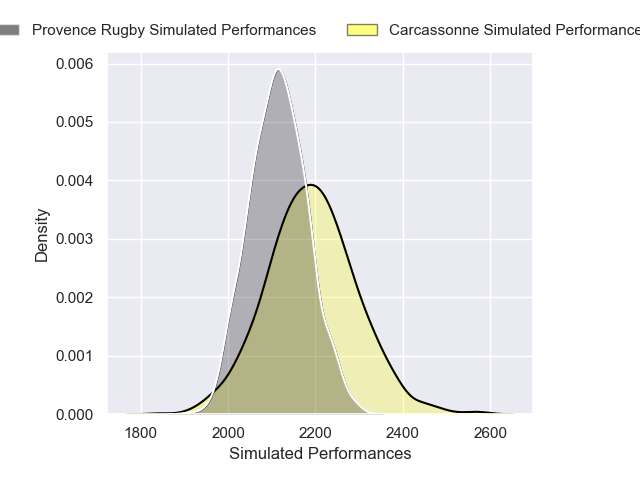 Provence Rugby Simulated Performances
Carcassonne Simulated Performance
0.006
0.005
0.004
0.003
0.002
0.001
0.000
Density
1800 2000 2200 2400 2600
Simulated Performances